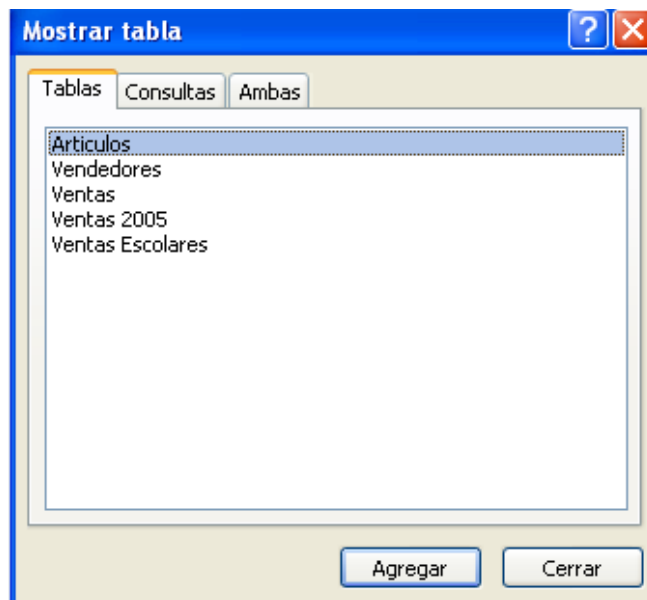 Mostrar tabla
Tablas Consultas Ambas
Articulos
Vendedores
Ventas
Ventas 2005
Ventas Escolares
Agregar Cerrar